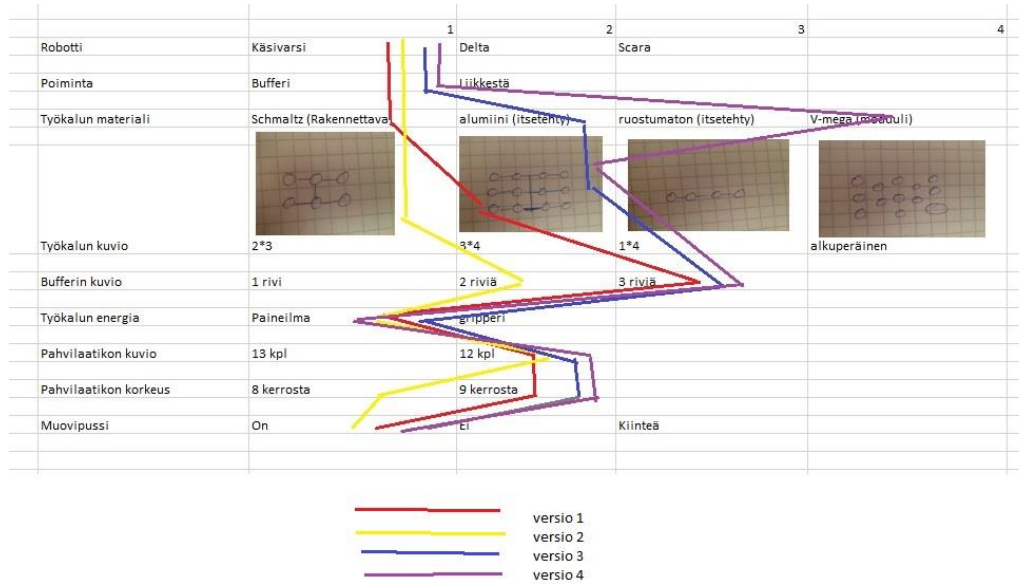 1 2 3 4
Robotti Käsivarsi Delta Scara
Poiminta Bufferi Liikkestä
Työkalun materiali Schmaltz (Rakennettava) alumiini (itsetehty) ruostumaton (itsetehty) V-mega (moduuli)
Työkalun kuvio 2*3 3*4 1*4 alkuperäinen
Bufferin kuvio 1 rivi 2 riviä 3 riviä
Työkalun energia Paineilma gripperi
Pahvilaatikon kuvio 13 kpl 12 kpl
Pahvilaatikon korkeus 8 kerrosta 9 kerrosta
Muovipussi On Ei Kiinteä
versio 1
versio 2
versio 3
versio 4